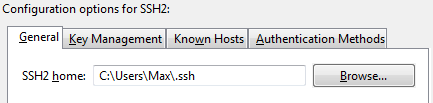 Configuration options for SSH2:
General Key Management Known Hosts Authentication Methods
SSH2 home: C:\Users\Max\.ssh Browse...